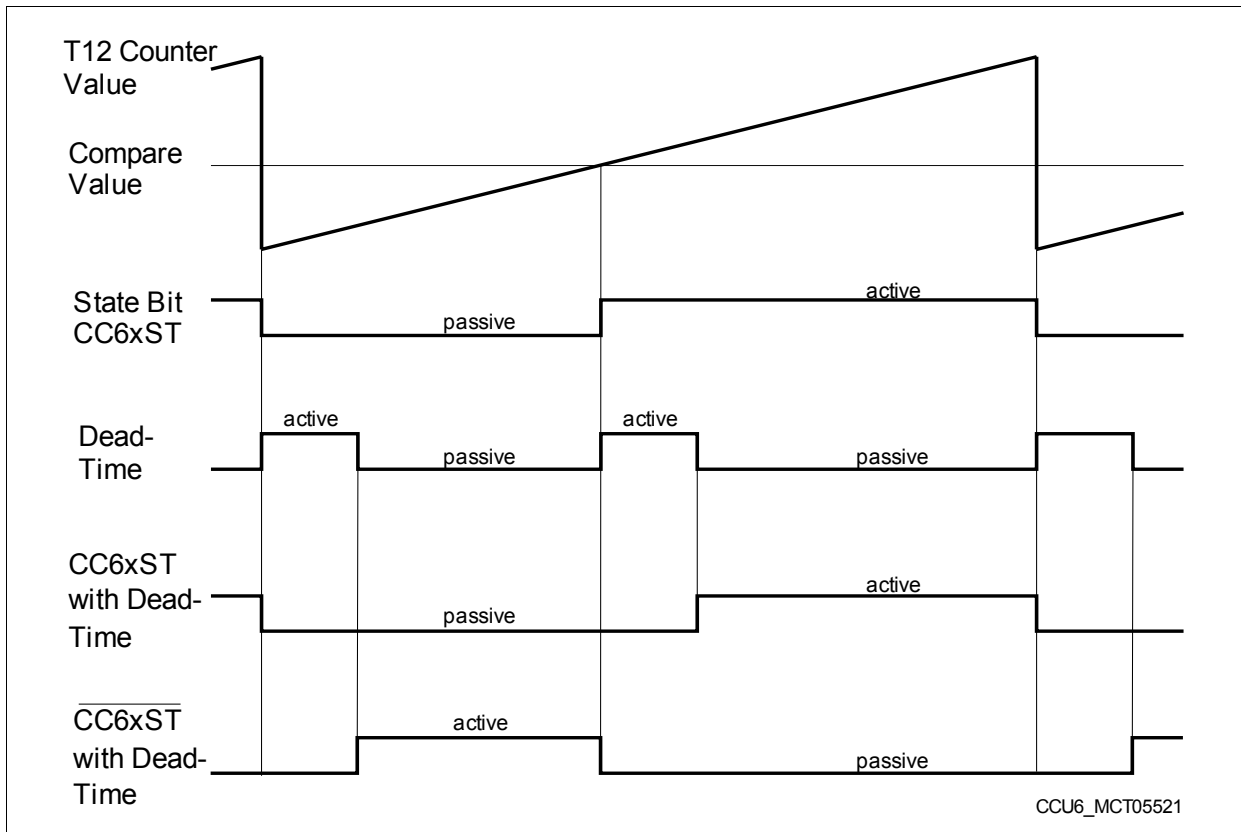 T12 Counter
Value
Compare
Value
State Bit
CC6xST
active
passive
Dead-
Time
active
active
passive
passive
CC6xST
with Dead-
Time
active
passive
CC6xST
with Dead-
Time
active
passive
CCU6_MCT05521